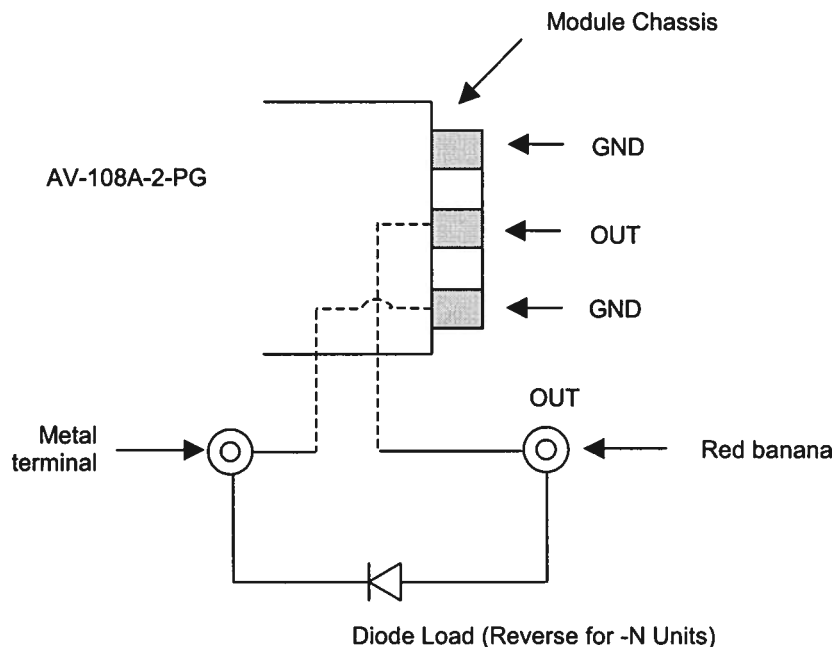 Module Chassis
GND
AV-108A-2-PG
OUT
GND
OUT
Metal
terminal
Red banana
Diode Load (Reverse for -N Units)